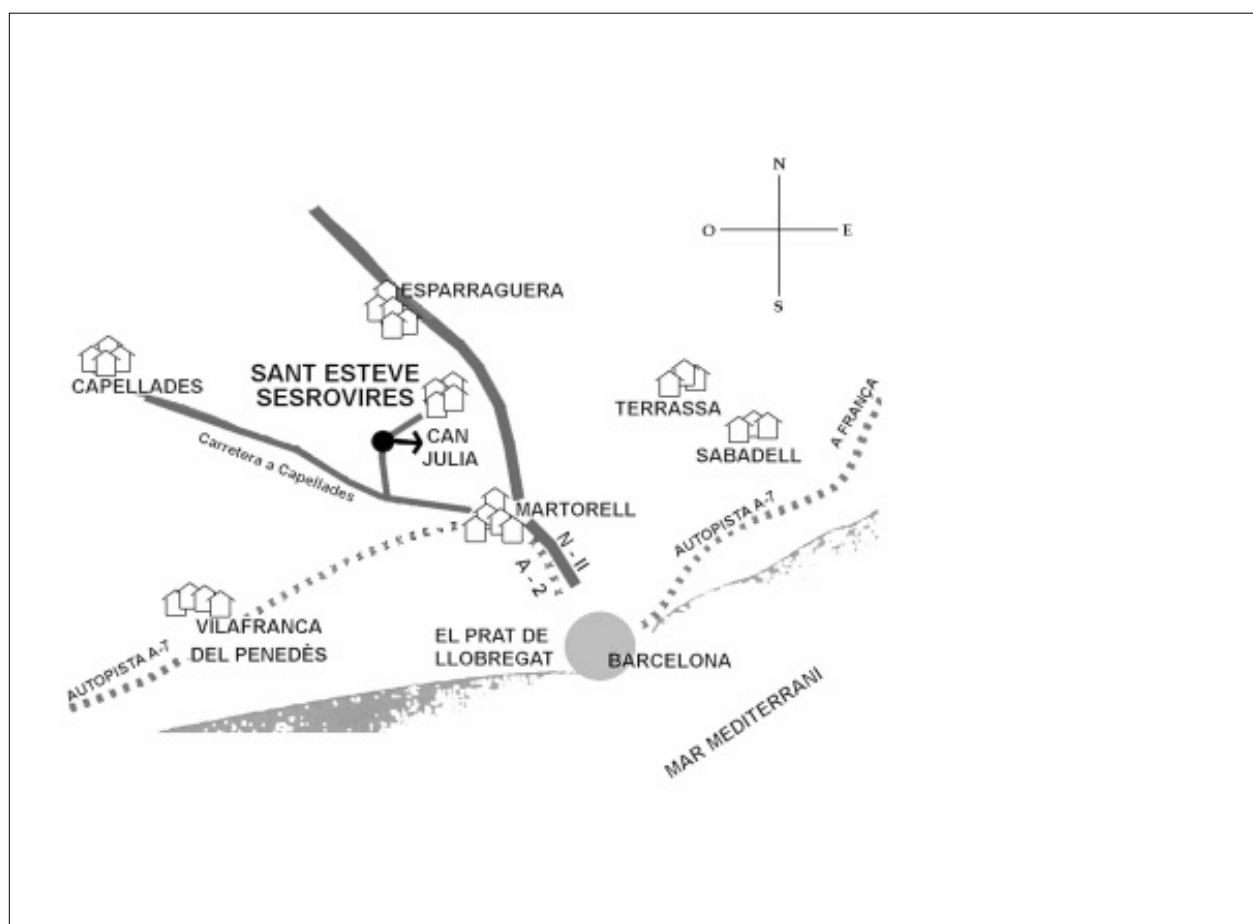 N
O
E
S
ESPARRAGUERA
CAPELLADES
SANT ESTEVE
SESROVIRES
TERRASSA
A FRANÇA
CAN
JULIA
SABADELL
Carretera a Capellades
MARTORELL
AUTOPISTA A-7
N - II
A - 2
VILAFRANCA
DEL PENEDÈS
EL PRAT DE
LLOBREGAT
BARCELONA
AUTOPISTA A-7
MAR MEDITERRANI